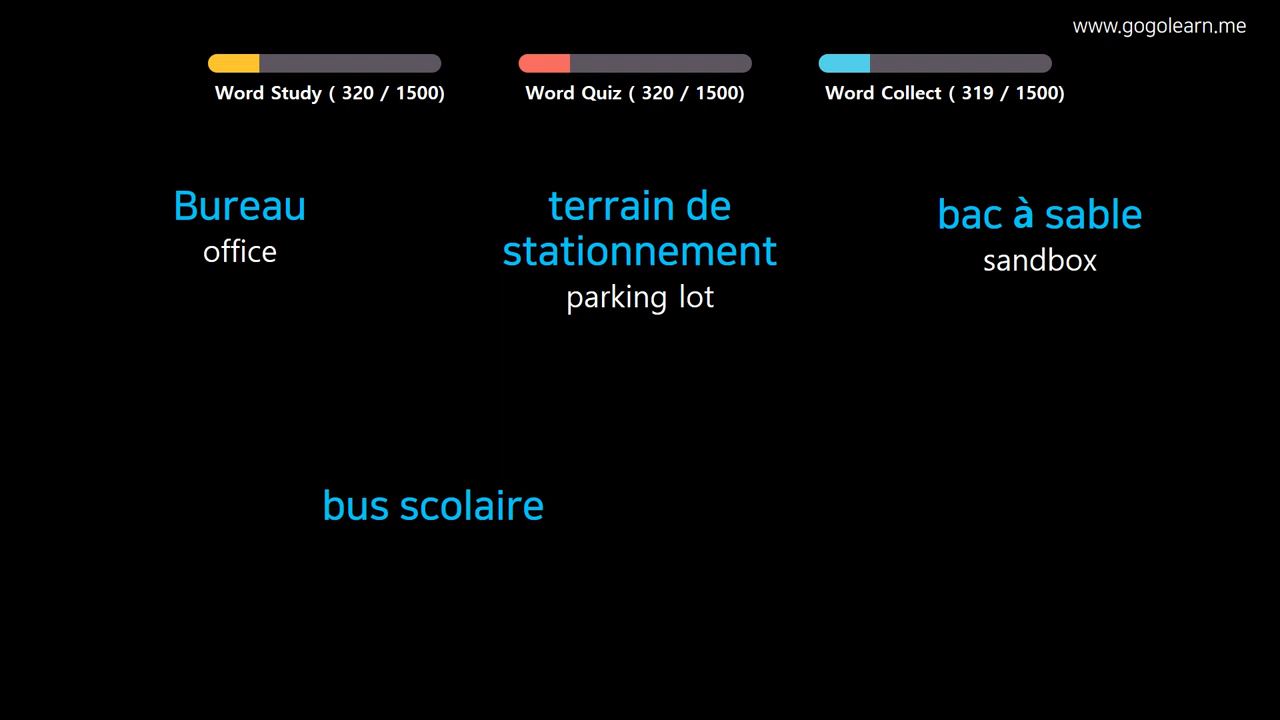 www.gogolearn.me
Word Study ( 320 / 1500)
Word Quiz ( 320 / 1500)
Word Collect ( 319 / 1500)
Bureau
office
terrain de
stationnement
parking lot
bac à sable
sandbox
bus scolaire